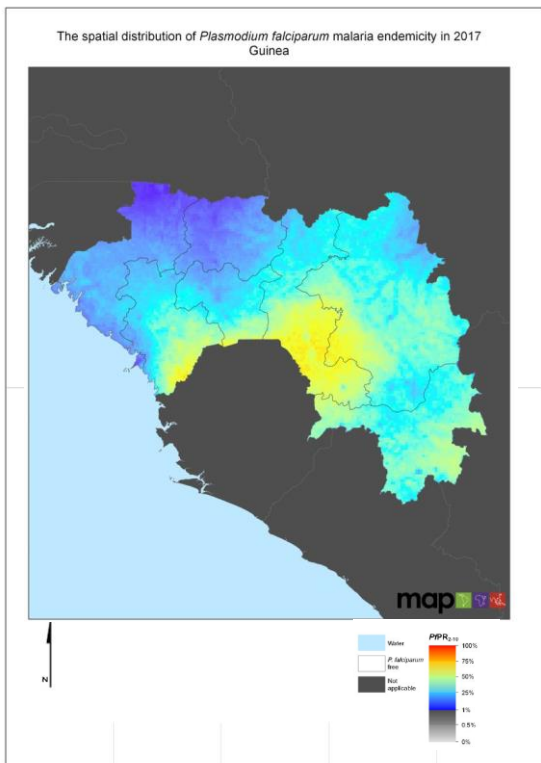 The spatial distribution of Plasmodium falciparum malaria endemicity in 2017
Guinea
map
Water
P. falciparum
free
Not
applicable
N
PfPR2-10
100%
75%
50%
25%
1%
0.5%
0%